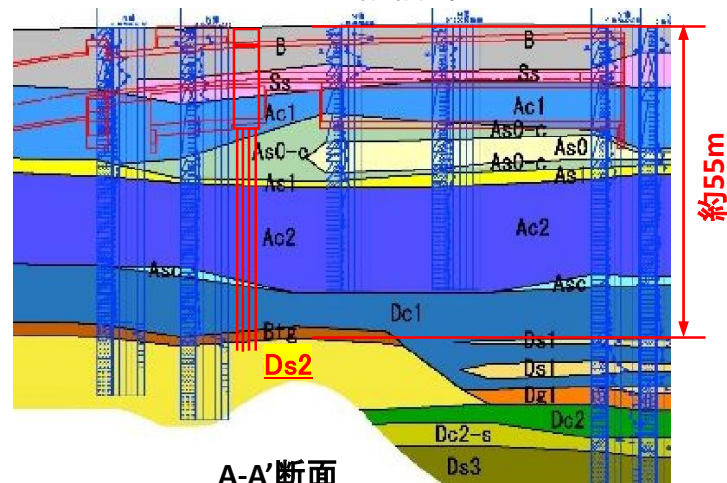 B
B
Ss
Ss
Ac1
Ac1
As0-c
As0
As0-c
As0-c
As1
As1
Ac2
Ac2
Asc
Asc
Dc1
Btg
Ds1
Ds1
Ds2
Dg1
Dc2
Dc2-s
Ds3
約55m
A-A’断面